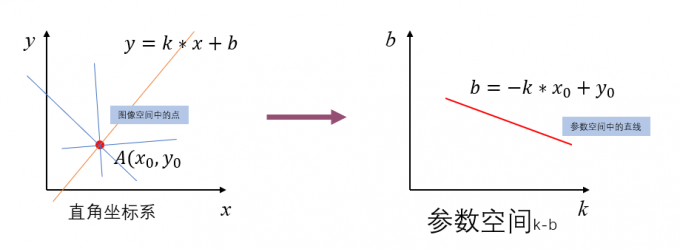 y
y = k * x + b
图像空间中的点
A(x₀, y₀
直角坐标系
x
b
b = −k * x₀ + y₀
参数空间中的直线
参数空间k-b
k